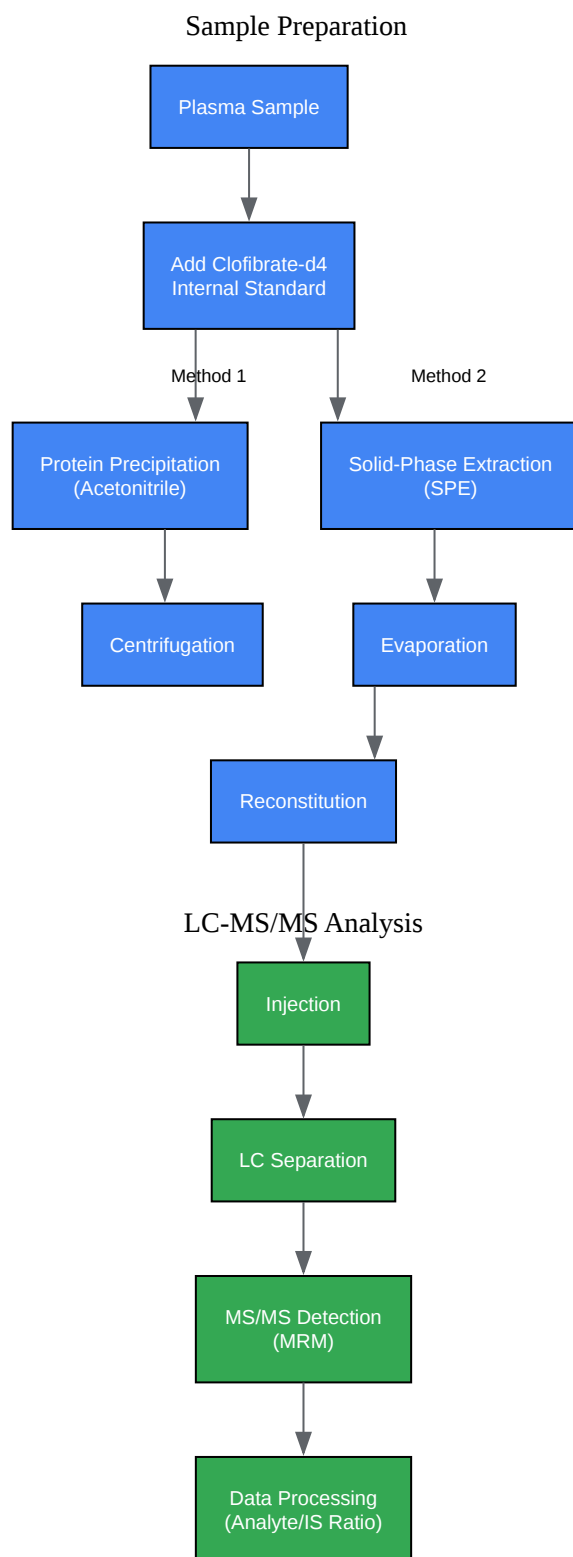 Sample Preparation
Plasma Sample
Add Clofibrate-d4
Internal Standard
Method 1
Method 2
Protein Precipitation
(Acetonitrile)
Solid-Phase Extraction
(SPE)
Centrifugation
Evaporation
Reconstitution
LC-MS/MS Analysis
Injection
LC Separation
MS/MS Detection
(MRM)
Data Processing
(Analyte/IS Ratio)